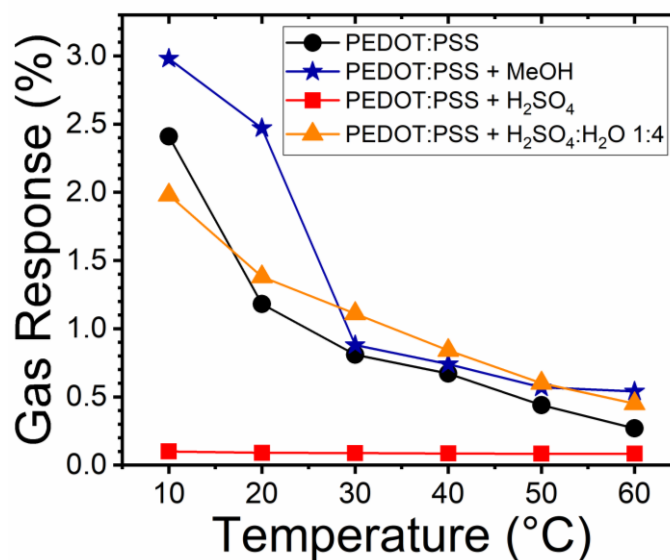 PEDOT:PSS
PEDOT:PSS + MeOH
PEDOT:PSS + H₂SO₄
PEDOT:PSS + H₂SO₄:H₂O 1:4
Gas Response (%)
3.0
2.5
2.0
1.5
1.0
0.5
0.0
10 20 30 40 50 60
Temperature (°C)